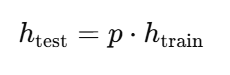 h_test = p · h_train